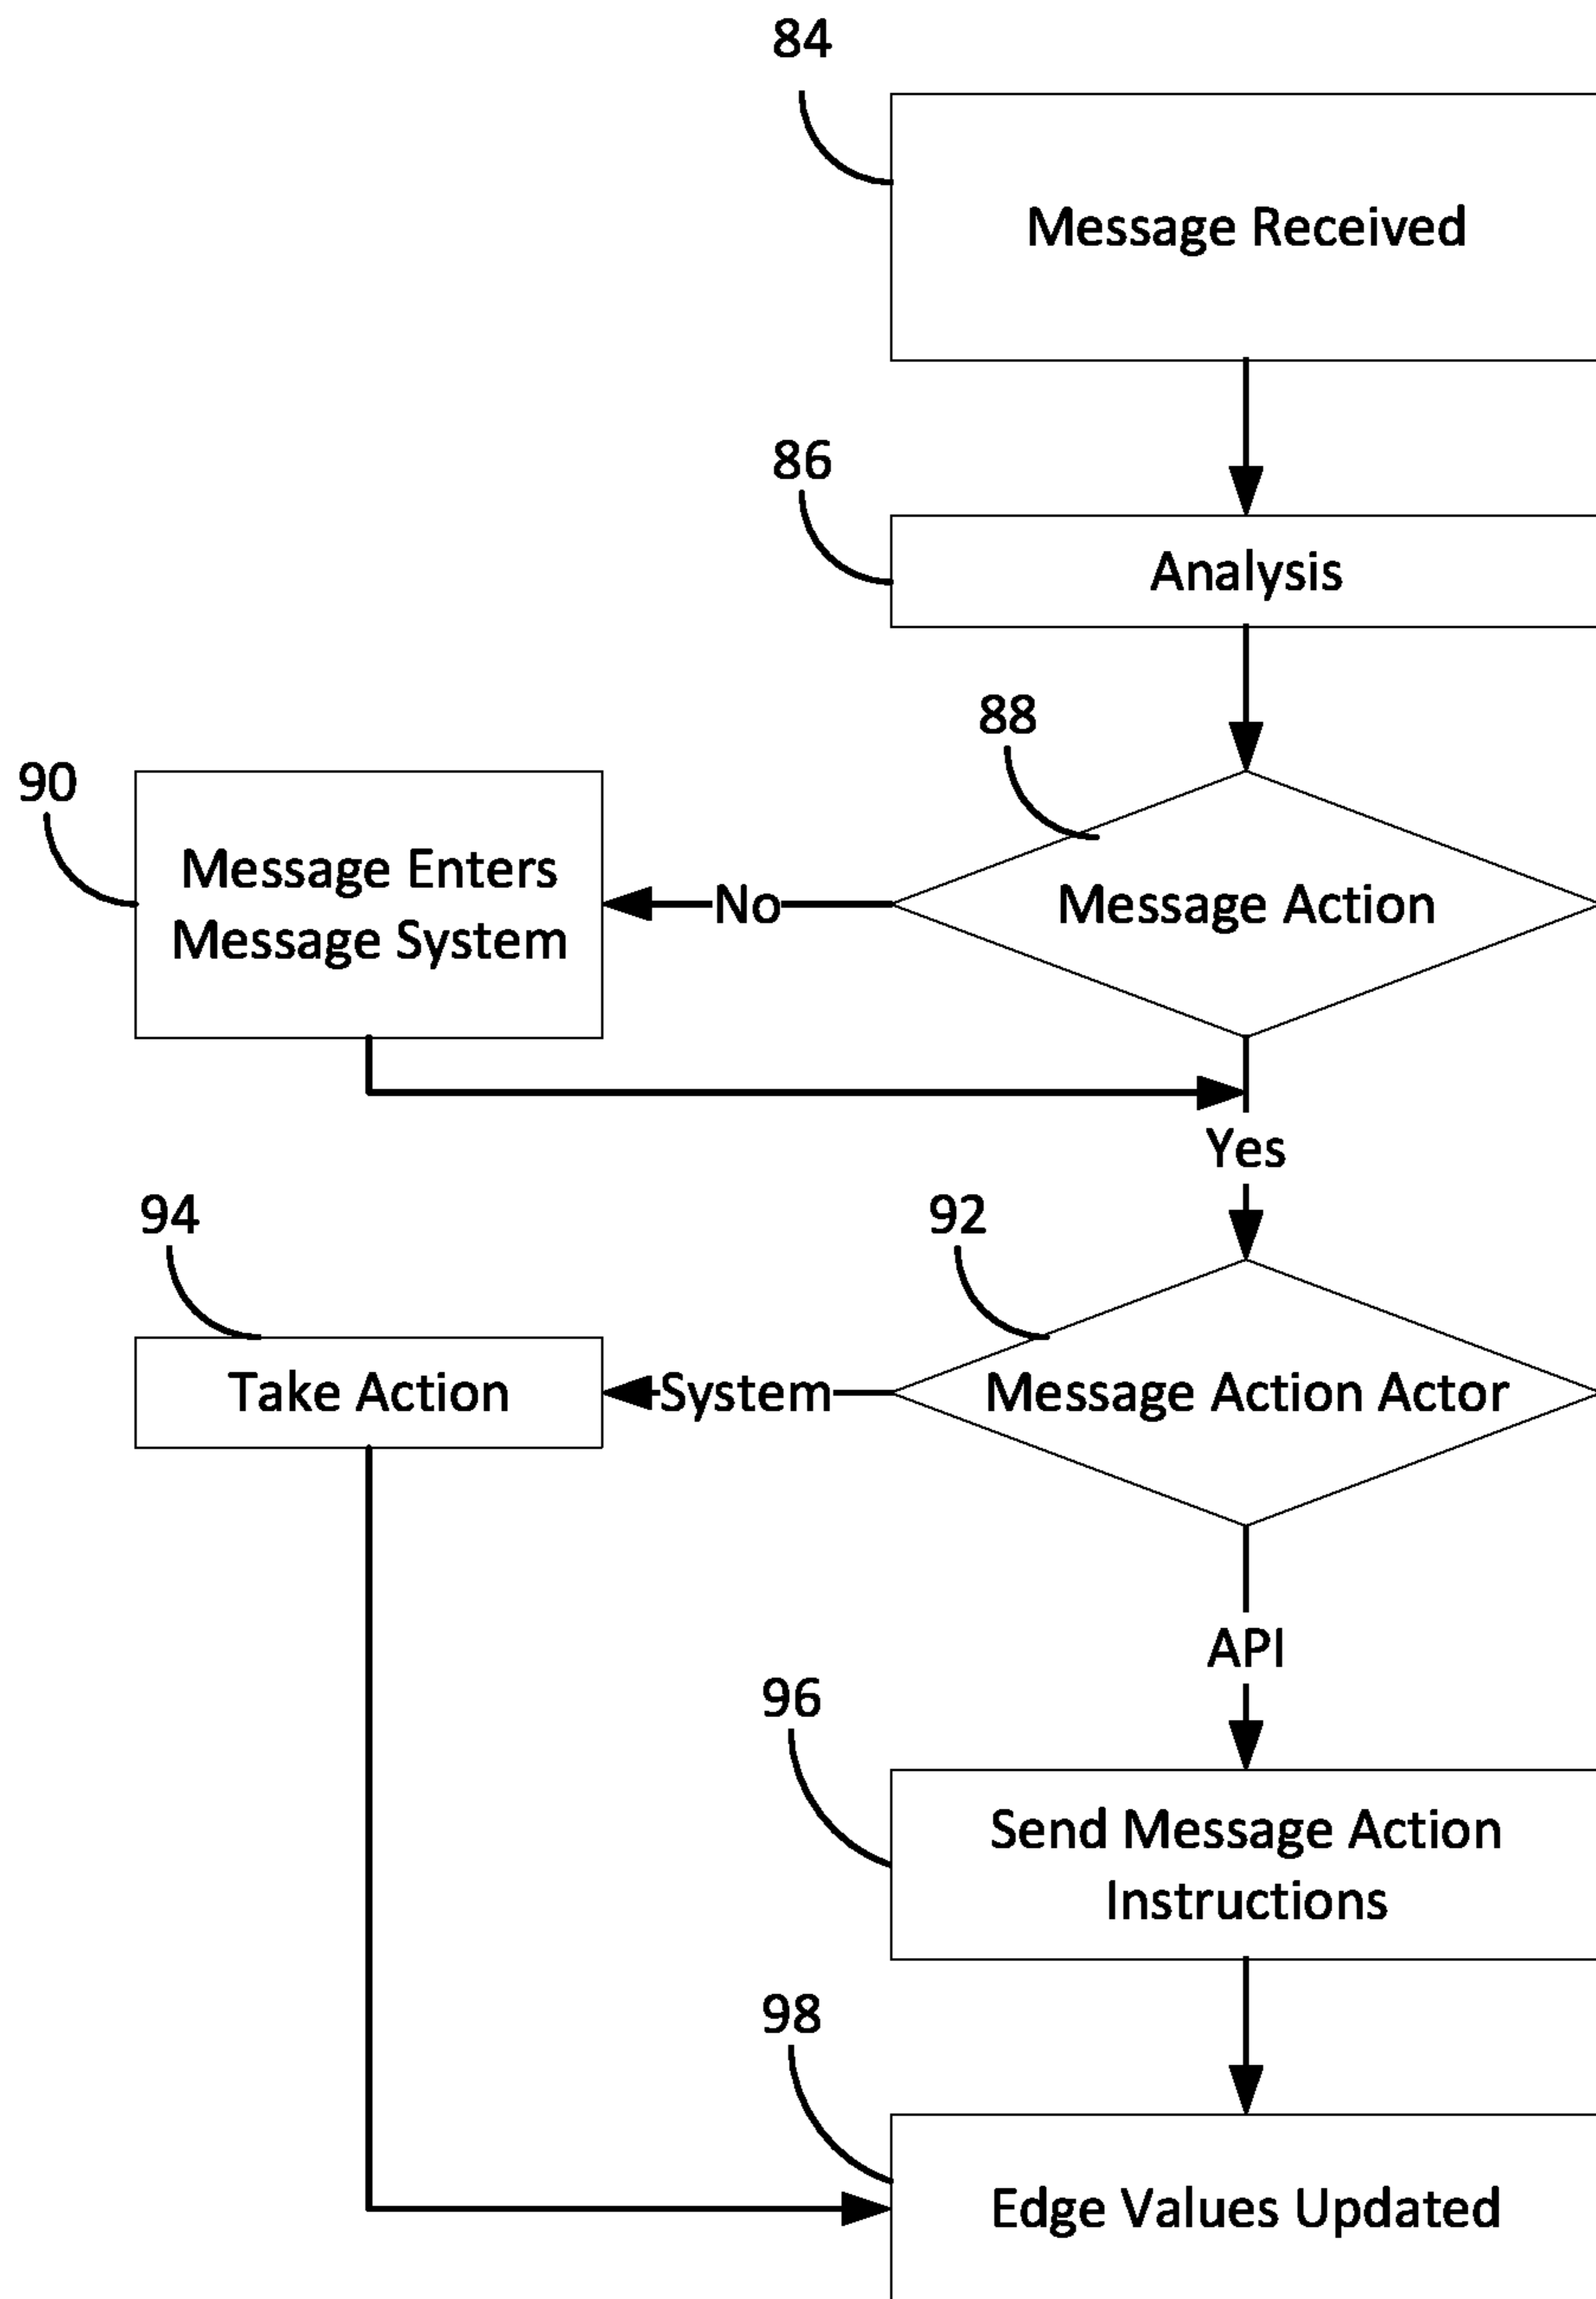 84
Message Received
86
Analysis
88
90
Message Enters
Message System
No
Message Action
Yes
94
92
Take Action
System
Message Action Actor
API
96
Send Message Action
Instructions
98
Edge Values Updated